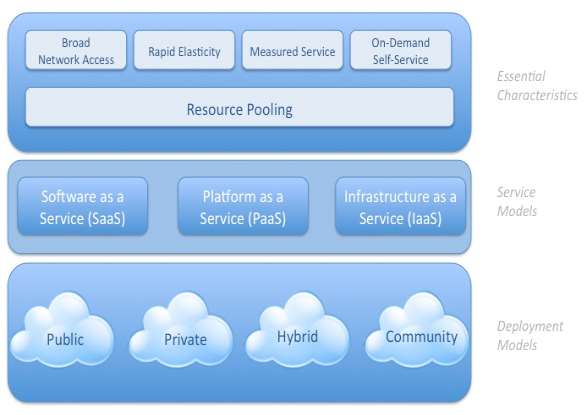 Broad
Network Access
Rapid Elasticity
Measured Service
On-Demand
Self-Service
Resource Pooling
Essential
Characteristics
Software as a
Service (SaaS)
Platform as a
Service (PaaS)
Infrastructure as a
Service (IaaS)
Service
Models
Public
Private
Hybrid
Community
Deployment
Models